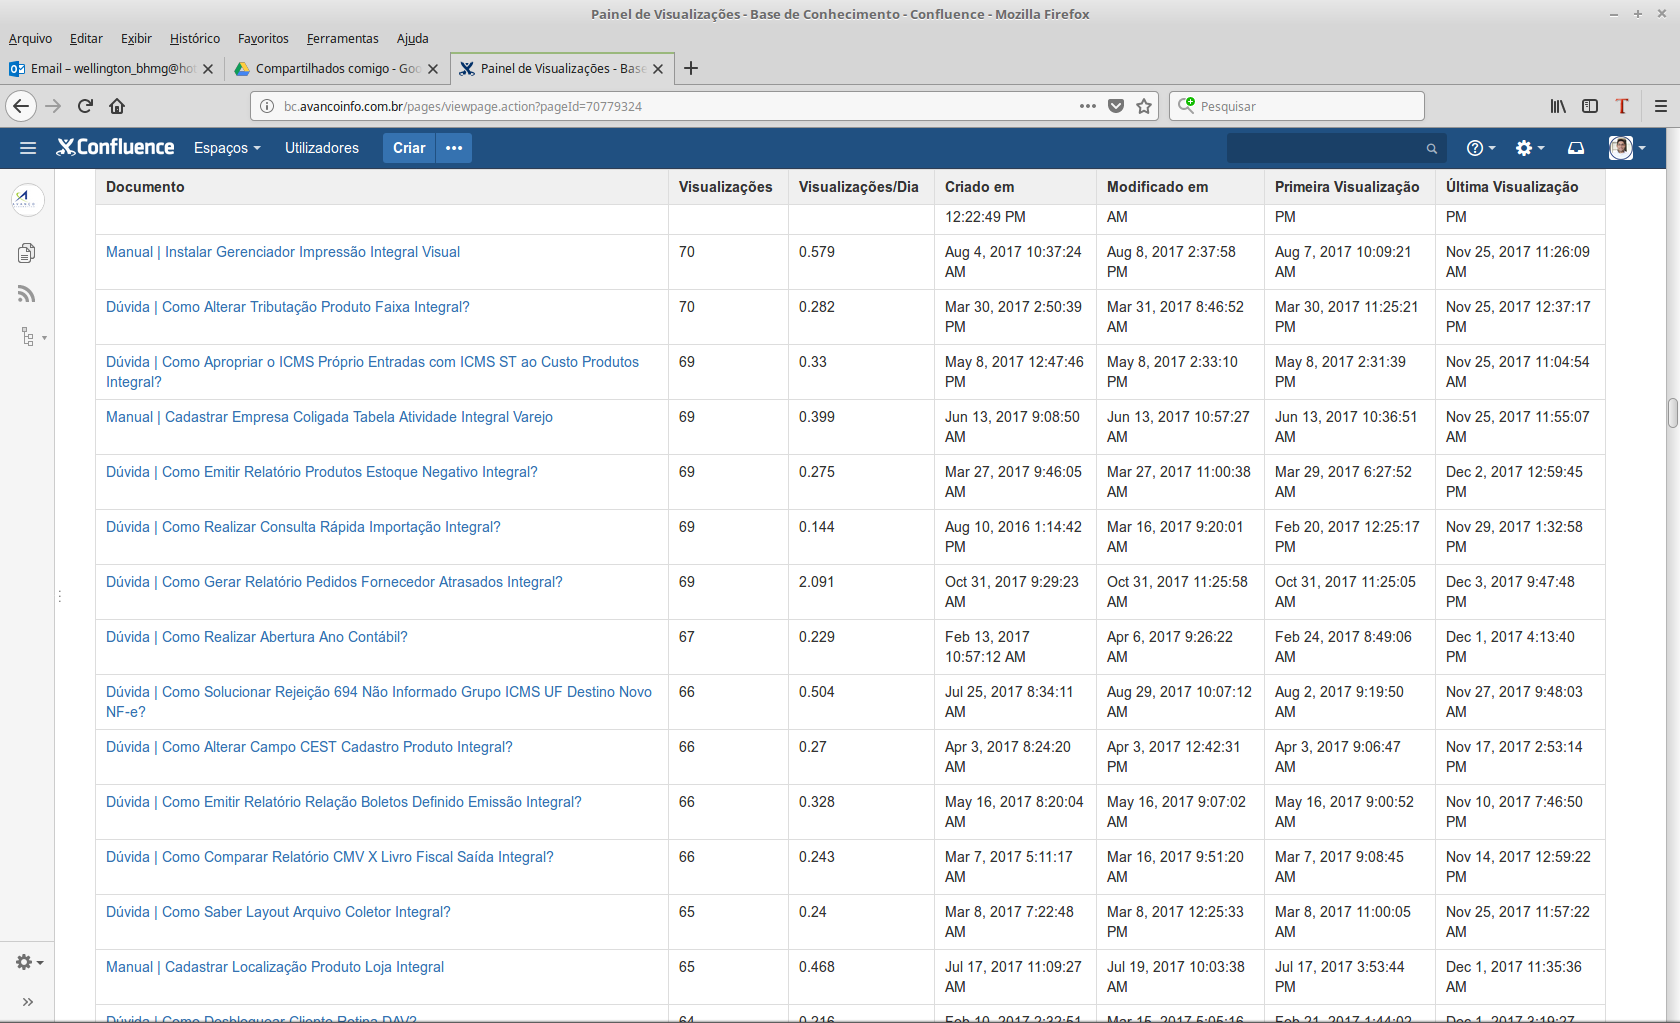 Painel de Visualizações - Base de Conhecimento - Confluence - Mozilla Firefox
Arquivo Editar Exibir Histórico Favoritos Ferramentas Ajuda
Email – wellington_bhmg@hot Compartilhados comigo - Goo Painel de Visualizações - Base
bc.avancoinfo.com.br/pages/viewpage.action?pageId=70779324 Pesquisar
Confluence Espaços Utilizadores Criar
Documento Visualizações Visualizações/Dia Criado em Modificado em Primeira Visualização Última Visualização
12:22:49 PM AM PM PM
Manual | Instalar Gerenciador Impressão Integral Visual 70 0.579 Aug 4, 2017 10:37:24 Aug 8, 2017 2:37:58 Aug 7, 2017 10:09:21 Nov 25, 2017 11:26:09
AM PM AM AM
Dúvida | Como Alterar Tributação Produto Faixa Integral? 70 0.282 Mar 30, 2017 2:50:39 Mar 31, 2017 8:46:52 Mar 30, 2017 11:25:21 Nov 25, 2017 12:37:17
PM AM PM PM
Dúvida | Como Apropriar o ICMS Próprio Entradas com ICMS ST ao Custo Produtos 69 0.33 May 8, 2017 12:47:46 May 8, 2017 2:33:10 May 8, 2017 2:31:39 Nov 25, 2017 11:04:54
Integral? PM PM PM AM
Manual | Cadastrar Empresa Coligada Tabela Atividade Integral Varejo 69 0.399 Jun 13, 2017 9:08:50 Jun 13, 2017 10:57:27 Jun 13, 2017 10:36:51 Nov 25, 2017 11:55:07
AM AM AM AM
Dúvida | Como Emitir Relatório Produtos Estoque Negativo Integral? 69 0.275 Mar 27, 2017 9:46:05 Mar 27, 2017 11:00:38 Mar 29, 2017 6:27:52 Dec 2, 2017 12:59:45
AM AM AM PM
Dúvida | Como Realizar Consulta Rápida Importação Integral? 69 0.144 Aug 10, 2016 1:14:42 Mar 16, 2017 9:20:01 Feb 20, 2017 12:25:17 Nov 29, 2017 1:32:58
PM AM PM PM
Dúvida | Como Gerar Relatório Pedidos Fornecedor Atrasados Integral? 69 2.091 Oct 31, 2017 9:29:23 Oct 31, 2017 11:25:58 Oct 31, 2017 11:25:05 Dec 3, 2017 9:47:48
AM AM AM PM
Dúvida | Como Realizar Abertura Ano Contábil? 67 0.229 Feb 13, 2017 Apr 6, 2017 9:26:22 Feb 24, 2017 8:49:06 Dec 1, 2017 4:13:40
10:57:12 AM AM AM PM
Dúvida | Como Solucionar Rejeição 694 Não Informado Grupo ICMS UF Destino Novo 66 0.504 Jul 25, 2017 8:34:11 Aug 29, 2017 10:07:12 Aug 2, 2017 9:19:50 Nov 27, 2017 9:48:03
NF-e? AM AM AM AM
Dúvida | Como Alterar Campo CEST Cadastro Produto Integral? 66 0.27 Apr 3, 2017 8:24:20 Apr 3, 2017 12:42:31 Apr 3, 2017 9:06:47 Nov 17, 2017 2:53:14
AM PM AM PM
Dúvida | Como Emitir Relatório Relação Boletos Definido Emissão Integral? 66 0.328 May 16, 2017 8:20:04 May 16, 2017 9:07:02 May 16, 2017 9:00:52 Nov 10, 2017 7:46:50
AM AM AM PM
Dúvida | Como Comparar Relatório CMV X Livro Fiscal Saída Integral? 66 0.243 Mar 7, 2017 5:11:17 Mar 16, 2017 9:51:20 Mar 7, 2017 9:08:45 Nov 14, 2017 12:59:22
AM AM AM PM
Dúvida | Como Saber Layout Arquivo Coletor Integral? 65 0.24 Mar 8, 2017 7:22:48 Mar 8, 2017 12:25:33 Mar 8, 2017 11:00:05 Nov 25, 2017 11:57:22
AM PM AM AM
Manual | Cadastrar Localização Produto Loja Integral 65 0.468 Jul 17, 2017 11:09:27 Jul 19, 2017 10:03:38 Jul 17, 2017 3:53:44 Dec 1, 2017 11:35:36
AM AM PM AM
Dúvida | Como Desbloquear Cliente Retina DAV? 64 0.216 Feb 10, 2017 2:32:51 Mar 15, 2017 5:05:16 Feb 21, 2017 1:44:02 Dec 1, 2017 2:19:27